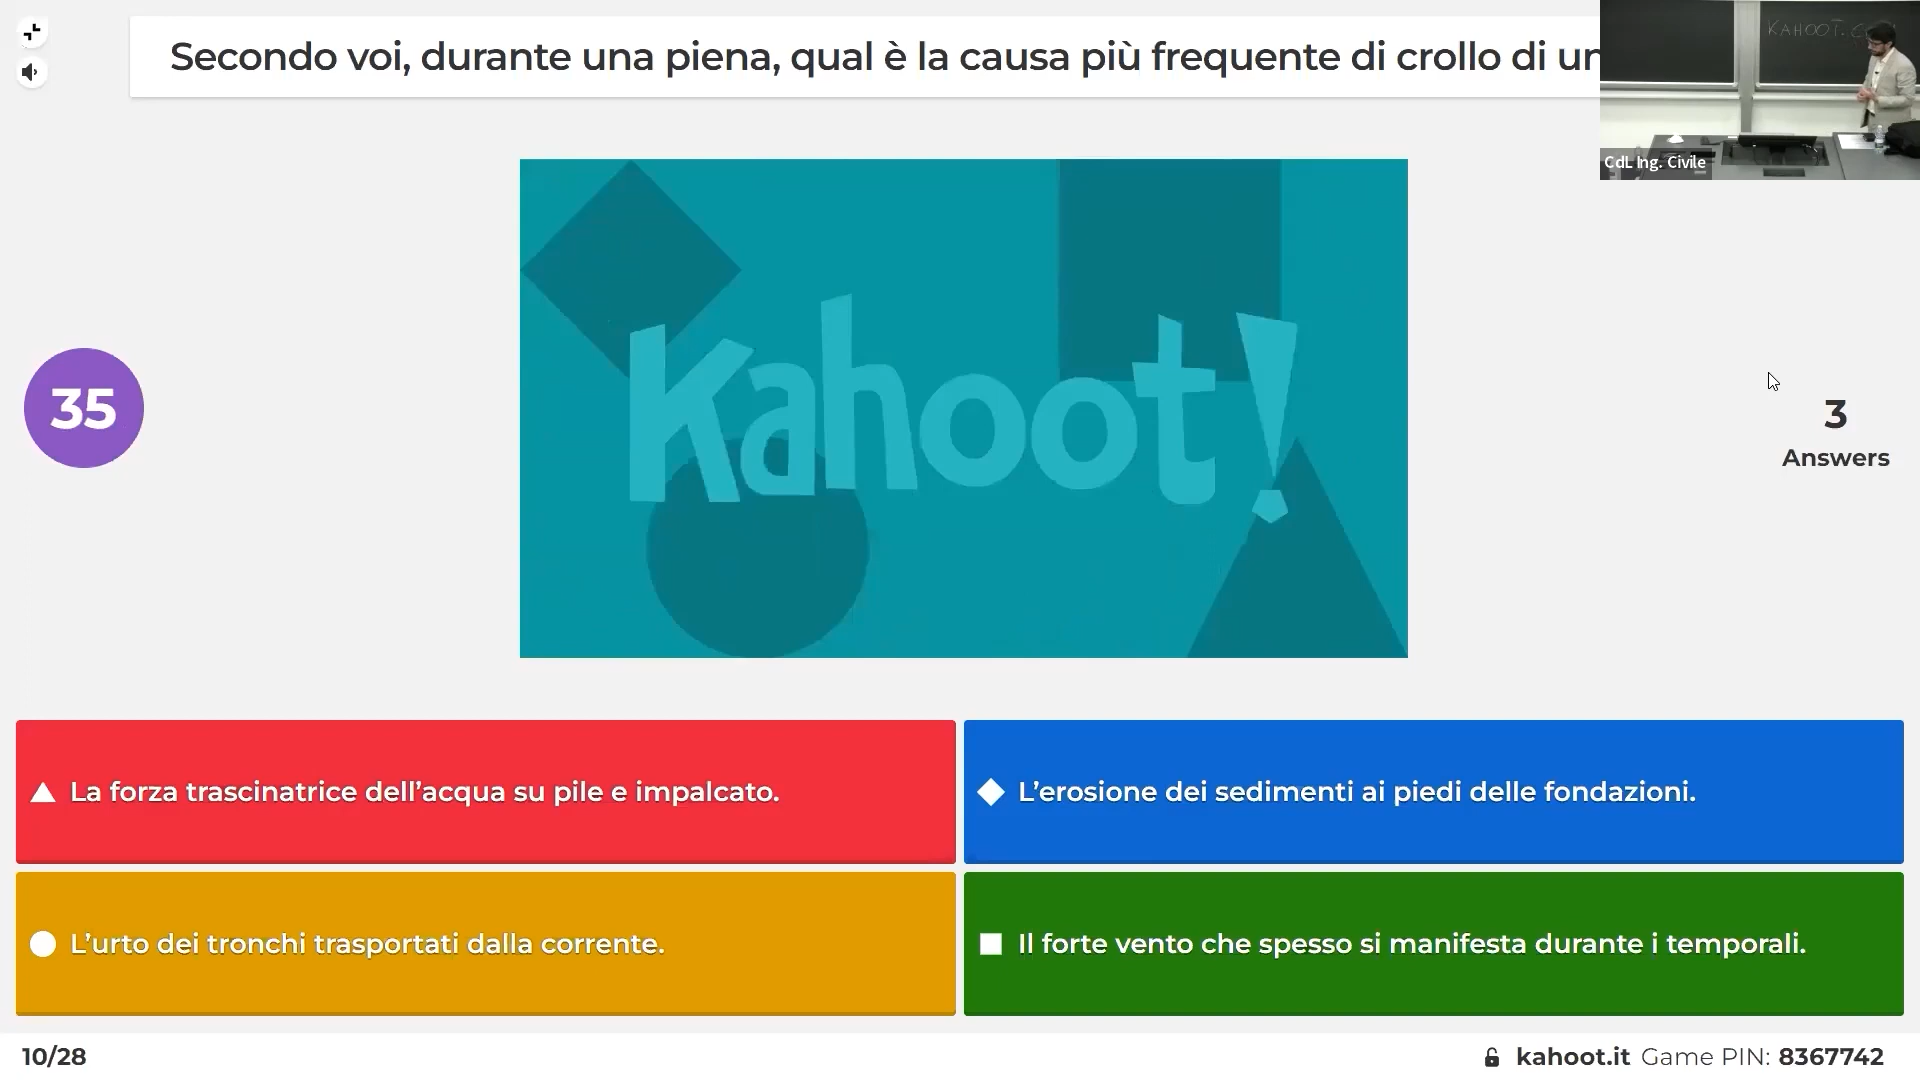 Secondo voi, durante una piena, qual è la causa più frequente di crollo di un
KAHOOT.
CdL Ing. Civile
Kahoot!
35
3
Answers
La forza trascinatrice dell’acqua su pile e impalcato.
L’erosione dei sedimenti ai piedi delle fondazioni.
L’urto dei tronchi trasportati dalla corrente.
Il forte vento che spesso si manifesta durante i temporali.
10/28
kahoot.it Game PIN: 8367742